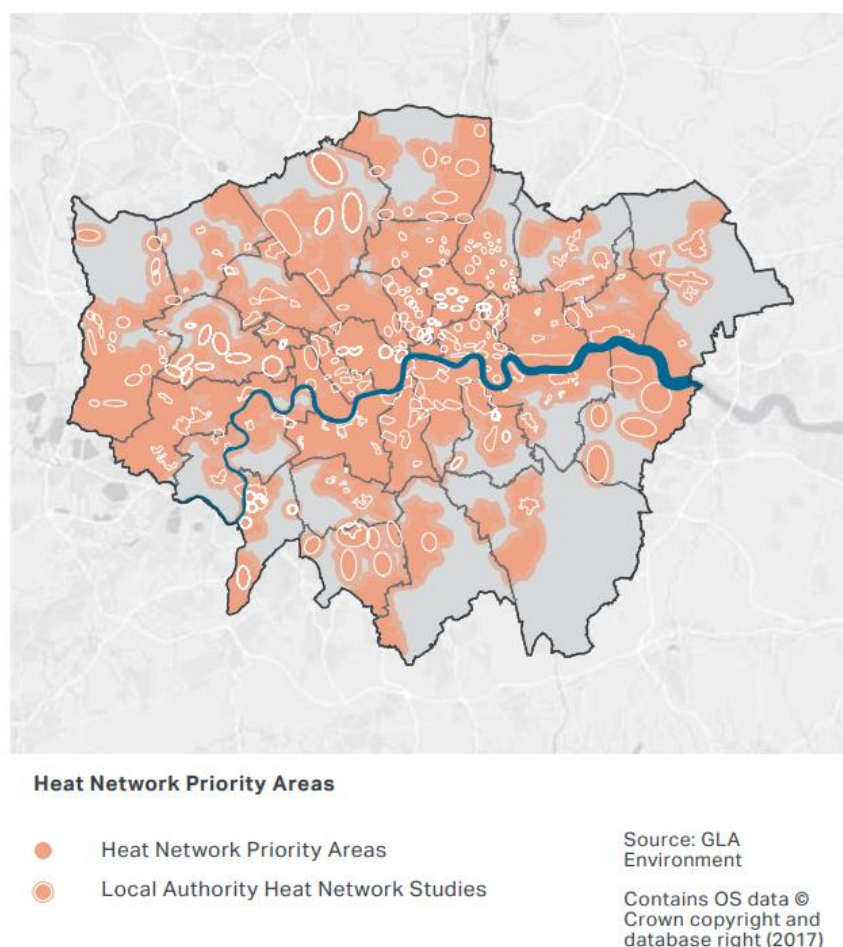 Heat Network Priority Areas
Heat Network Priority Areas
Local Authority Heat Network Studies
Source: GLA
Environment
Contains OS data ©
Crown copyright and
database right (2017)